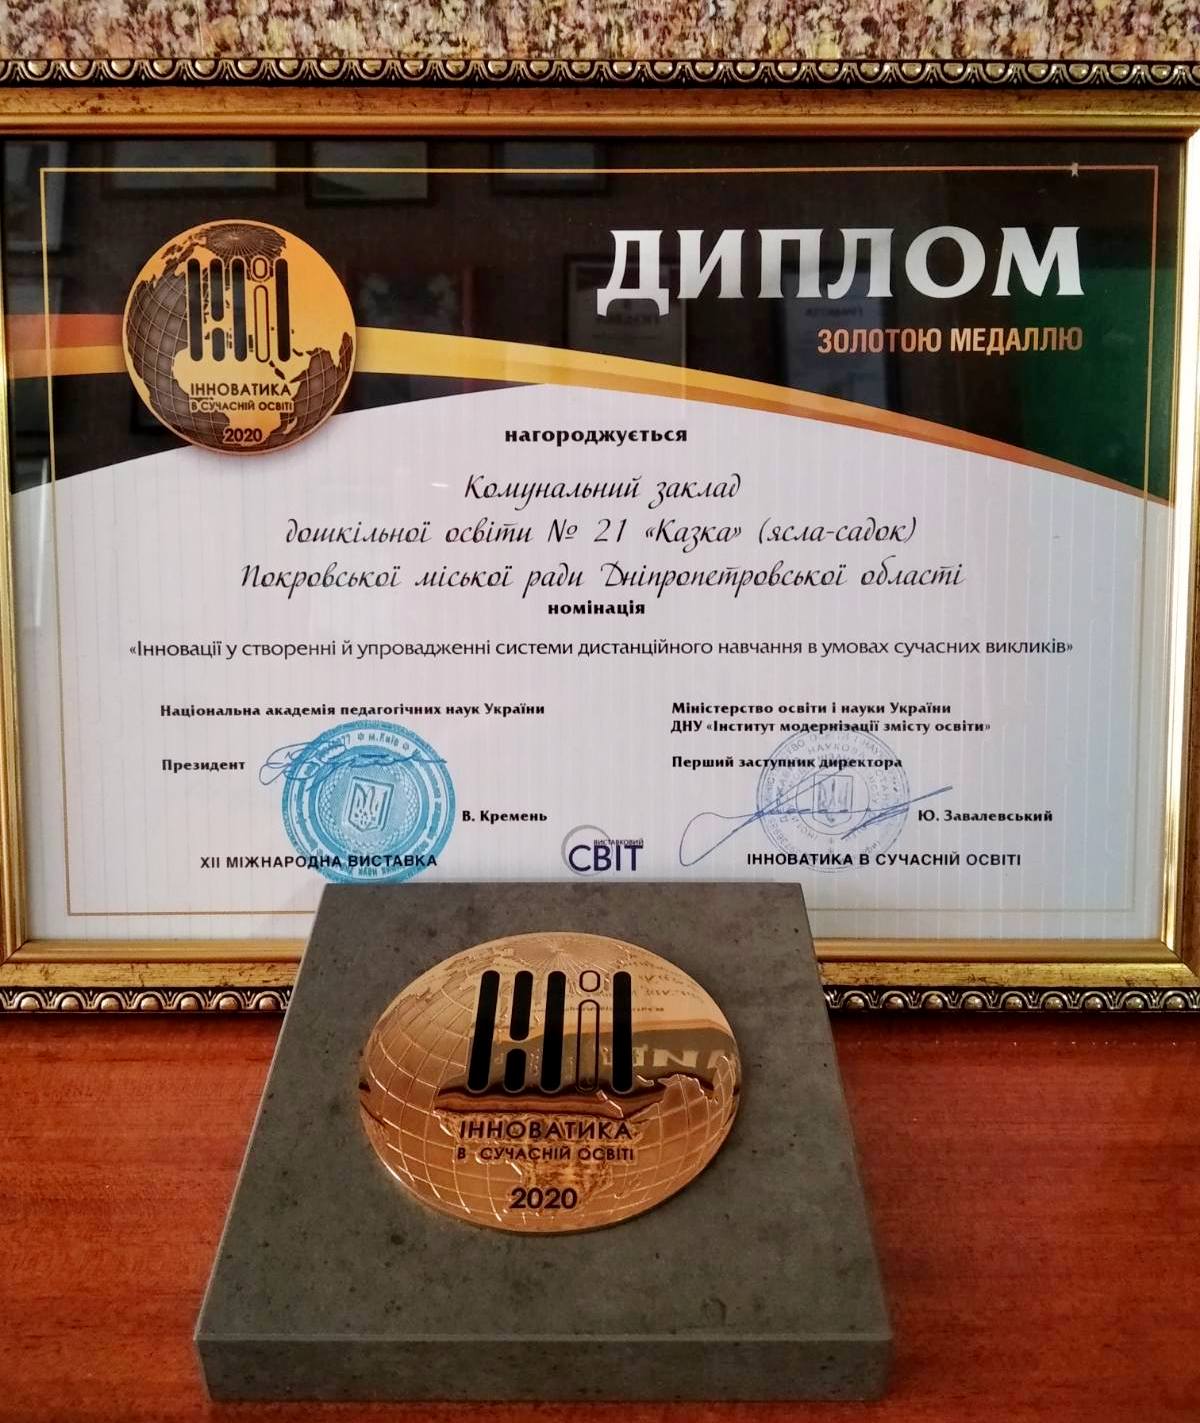 ДИПЛОМ
ЗОЛОТОЮ МЕДАЛЛЮ
ІННОВАТИКА
В СУЧАСНІЙ ОСВІТІ
2020
нагороджується
Комунальний заклад
дошкільної освіти № 21 «Казка» (ясла-садок)
Покровської міської ради Дніпропетровської області
номінація
«Інновації у створенні й упровадженні системи дистанційного навчання в умовах сучасних викликів»
Національна академія педагогічних наук України
Президент
м.Київ
В. Кремень
XII МІЖНАРОДНА ВИСТАВКА
Міністерство освіти і науки України
ДНУ «Інститут модернізації змісту освіти»
Перший заступник директора
Ю. Завалевський
ВИСТАВКОВИЙ
СВІТ
ІННОВАТИКА В СУЧАСНІЙ ОСВІТІ
ІННОВАТИКА
В СУЧАСНІЙ ОСВІТІ
2020